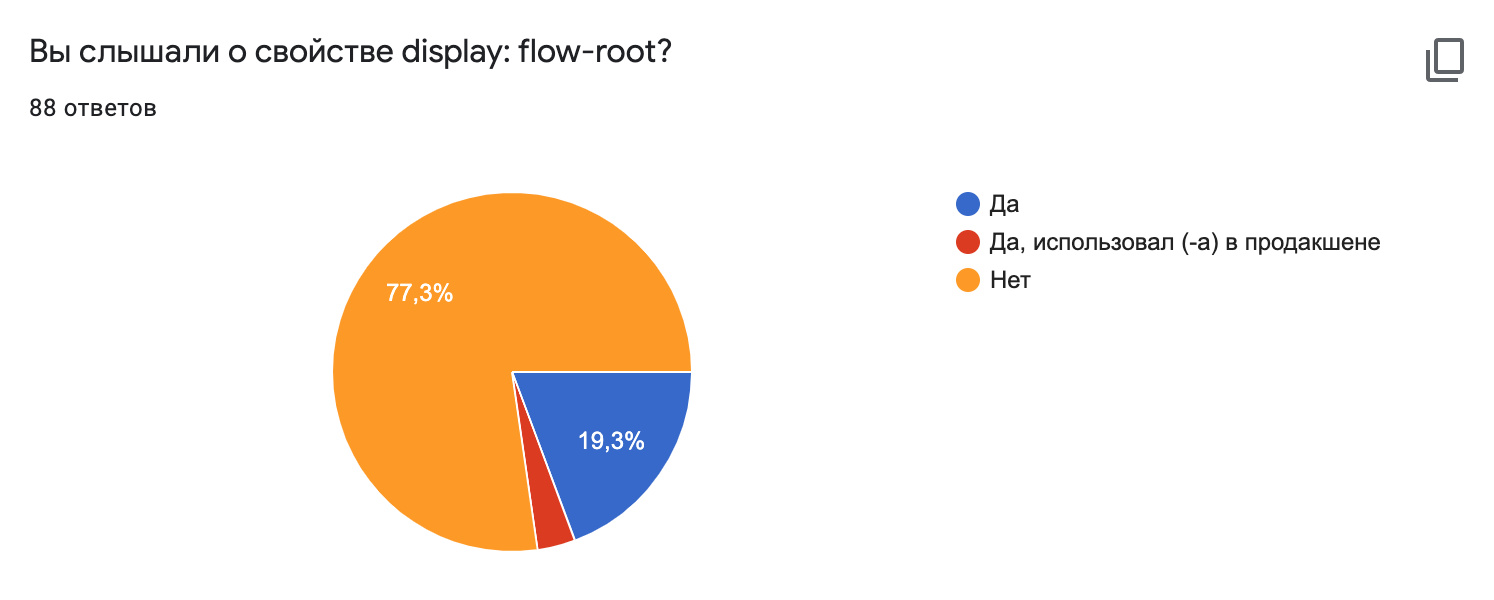 Вы слышали о свойстве display: flow-root?
88 ответов
Да
Да, использовал (-а) в продакшене
Нет
77,3%
19,3%